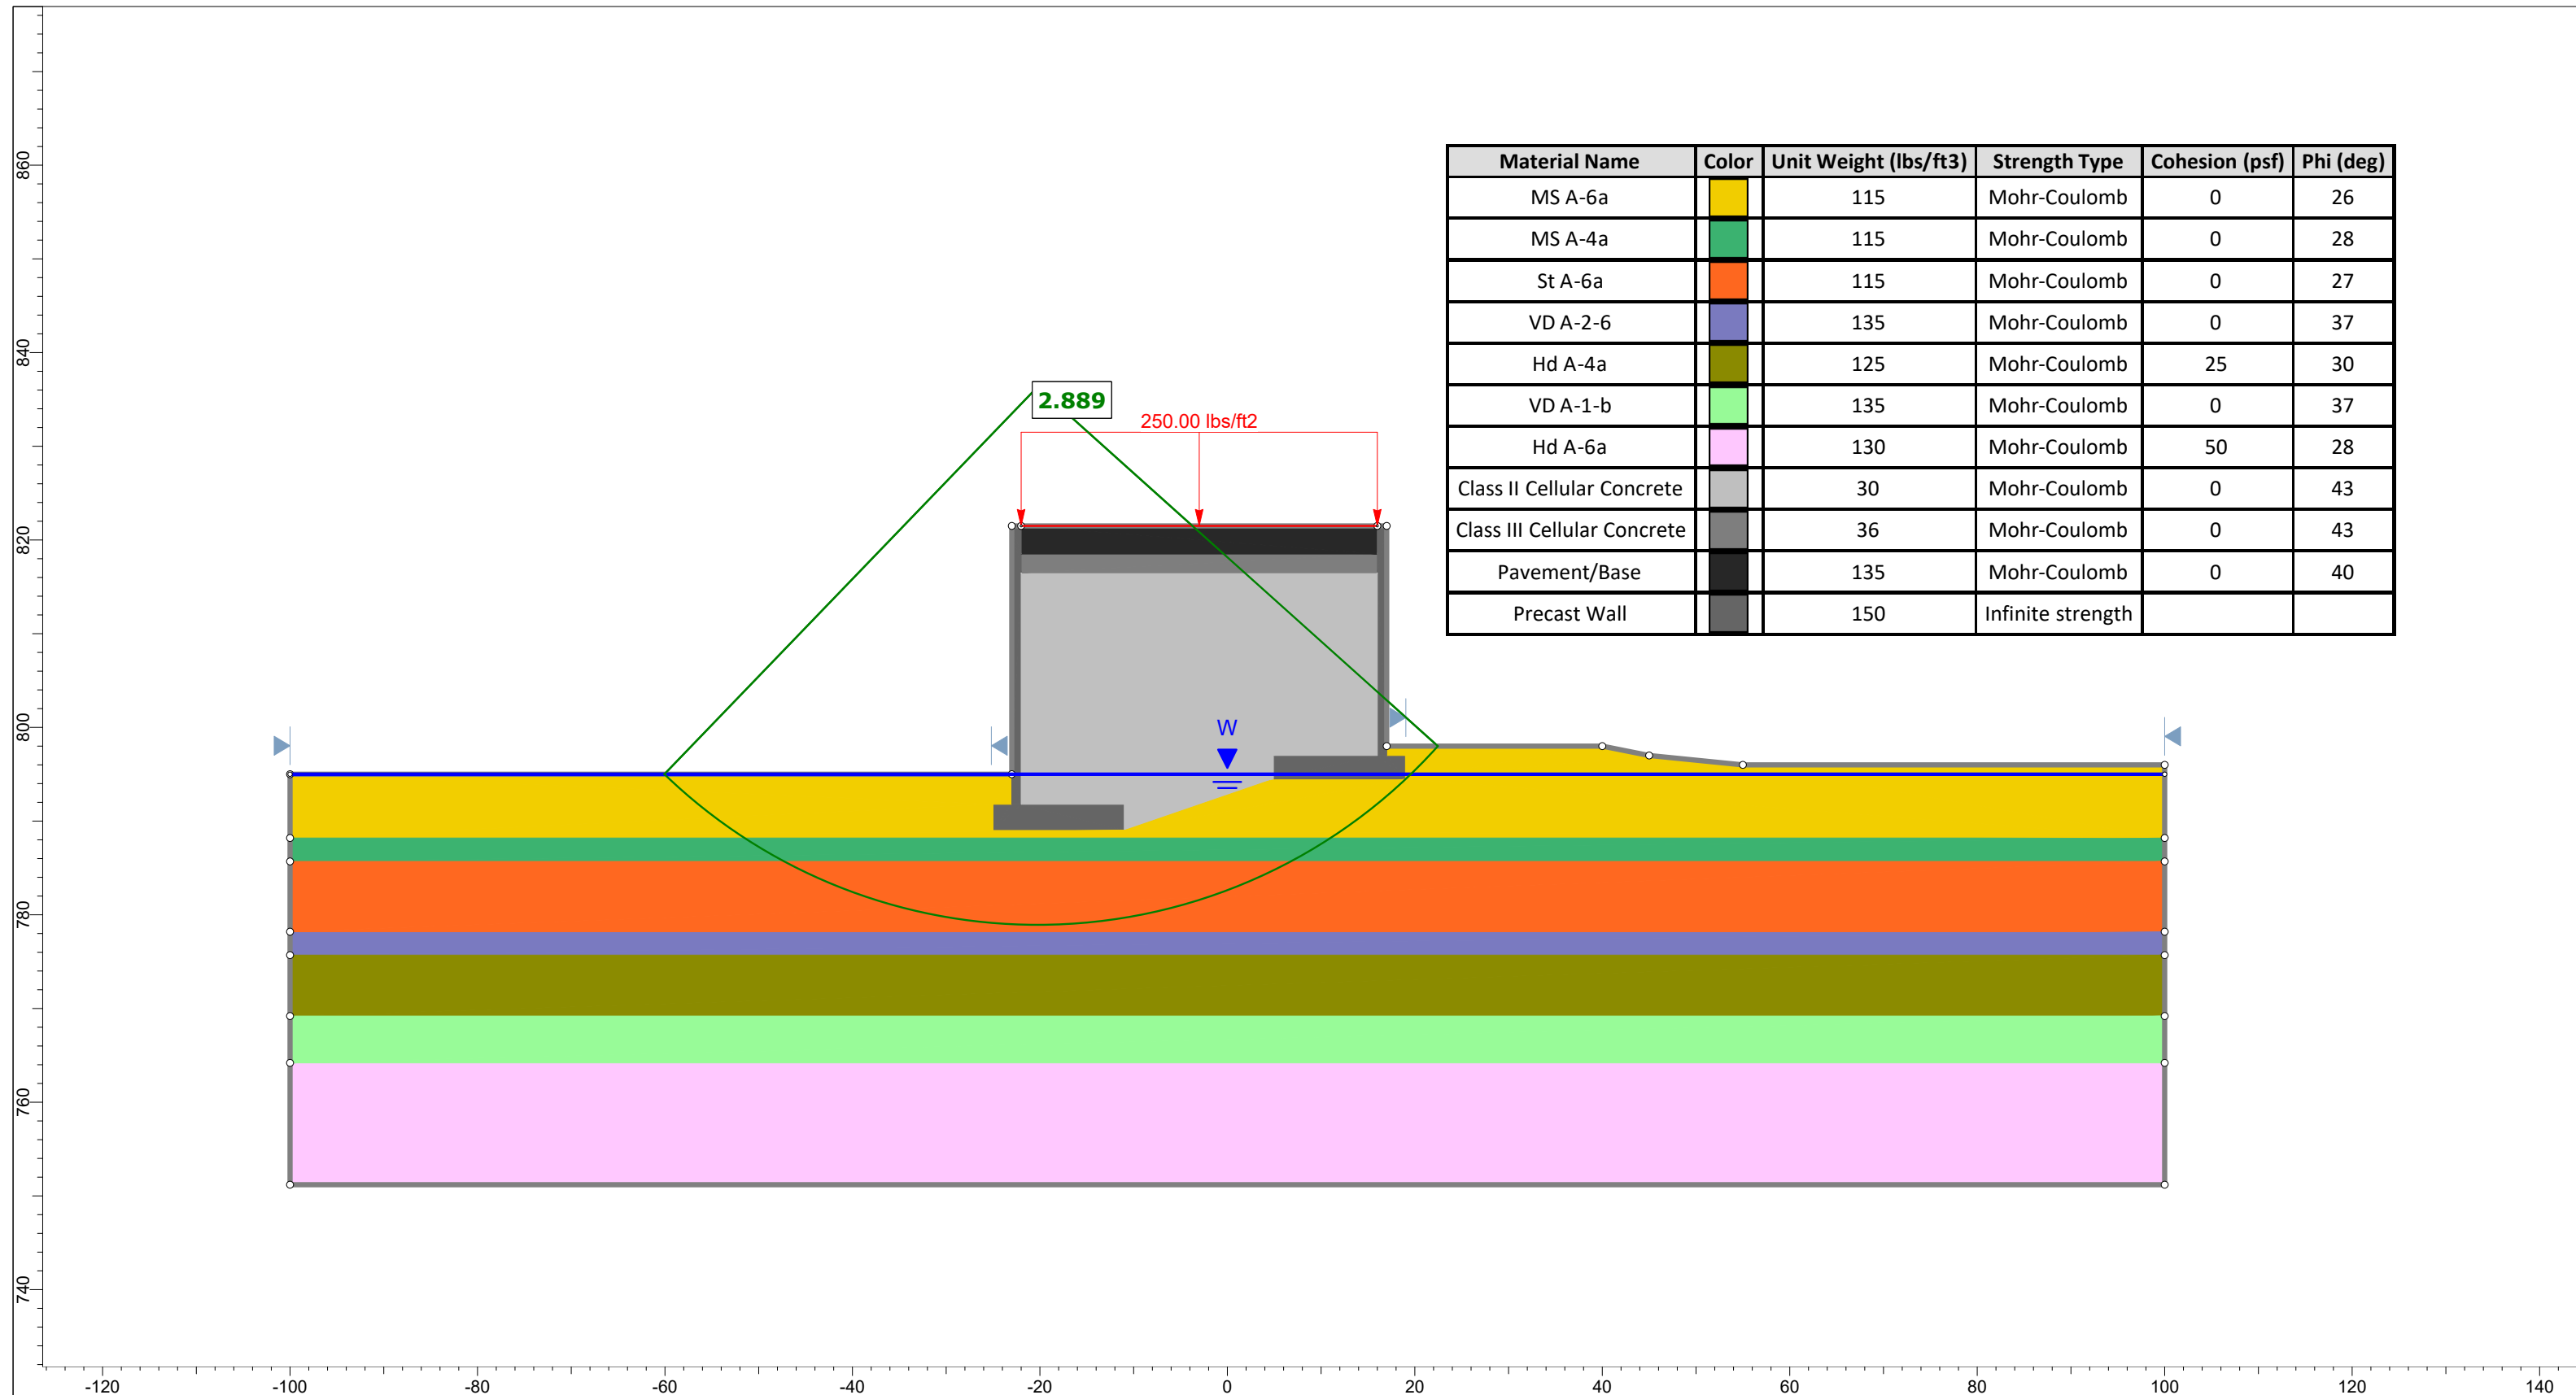 Material Name Color Unit Weight (lbs/ft3) Strength Type Cohesion (psf) Phi (deg)
MS A-6a 115 Mohr-Coulomb 0 26
MS A-4a 115 Mohr-Coulomb 0 28
St A-6a 115 Mohr-Coulomb 0 27
VD A-2-6 135 Mohr-Coulomb 0 37
Hd A-4a 125 Mohr-Coulomb 25 30
VD A-1-b 135 Mohr-Coulomb 0 37
Hd A-6a 130 Mohr-Coulomb 50 28
Class II Cellular Concrete 30 Mohr-Coulomb 0 43
Class III Cellular Concrete 36 Mohr-Coulomb 0 43
Pavement/Base 135 Mohr-Coulomb 0 40
Precast Wall 150 Infinite strength
2.889
250.00 lbs/ft2
W
860
840
820
800
780
760
740
-120 -100 -80 -60 -40 -20 0 20 40 60 80 100 120 140